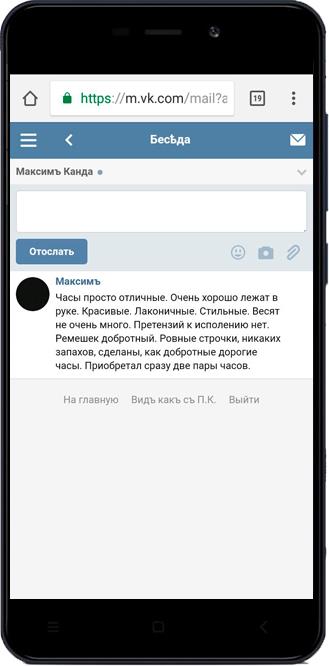 https://m.vk.com/mail?a
19
Бесѣда
Максимъ Канда
Отослать
Максимъ
Часы просто отличные. Очень хорошо лежат в
руке. Красивые. Лаконичные. Стильные. Весят
не очень много. Претензий к исполению нет.
Ремешек добротный. Ровные строчки, никаких
запахов, сделаны, как добротные дорогие
часы. Приобретал сразу две пары часов.
На главную Видъ какъ съ П.К. Выйти